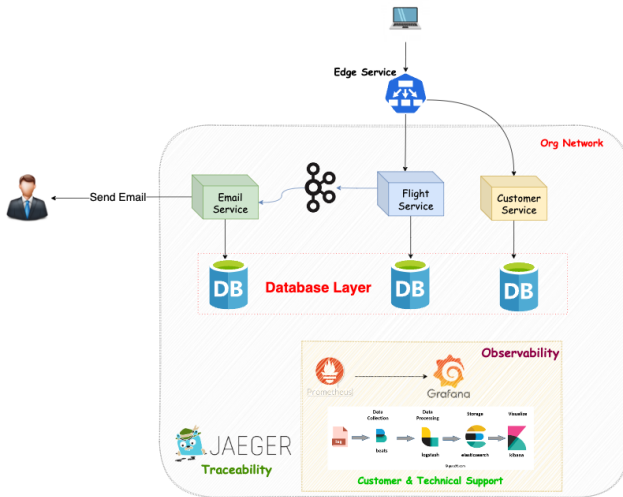 Edge Service
Org Network
Send Email
Email
Service
Flight
Service
Customer
Service
DB
DB
DB
Database Layer
Observability
Prometheus
Grafana
Data
Collection
Data
Processing
Storage
Visualize
log
beats
logstash
elasticsearch
kibana
JAEGER
Traceability
Customer & Technical Support